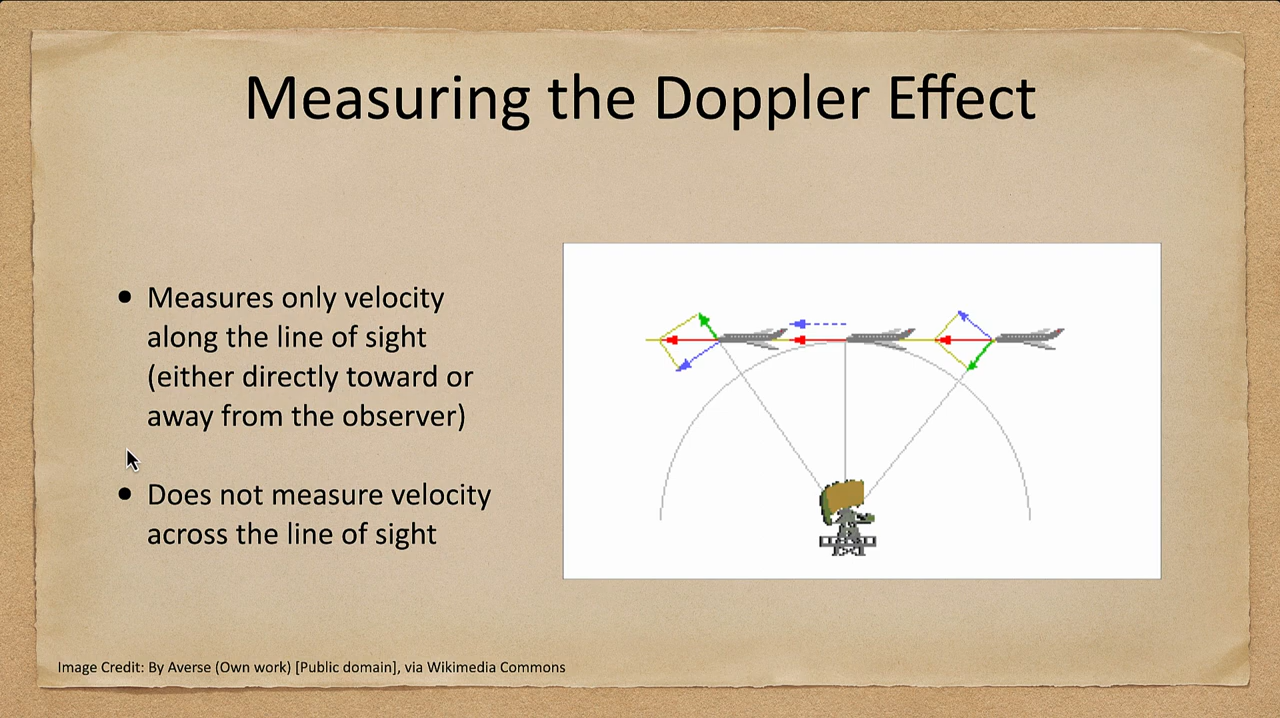 Measuring the Doppler Effect
• Measures only velocity
along the line of sight
(either directly toward or
away from the observer)
• Does not measure velocity
across the line of sight
Image Credit: By Averse (Own work) [Public domain], via Wikimedia Commons